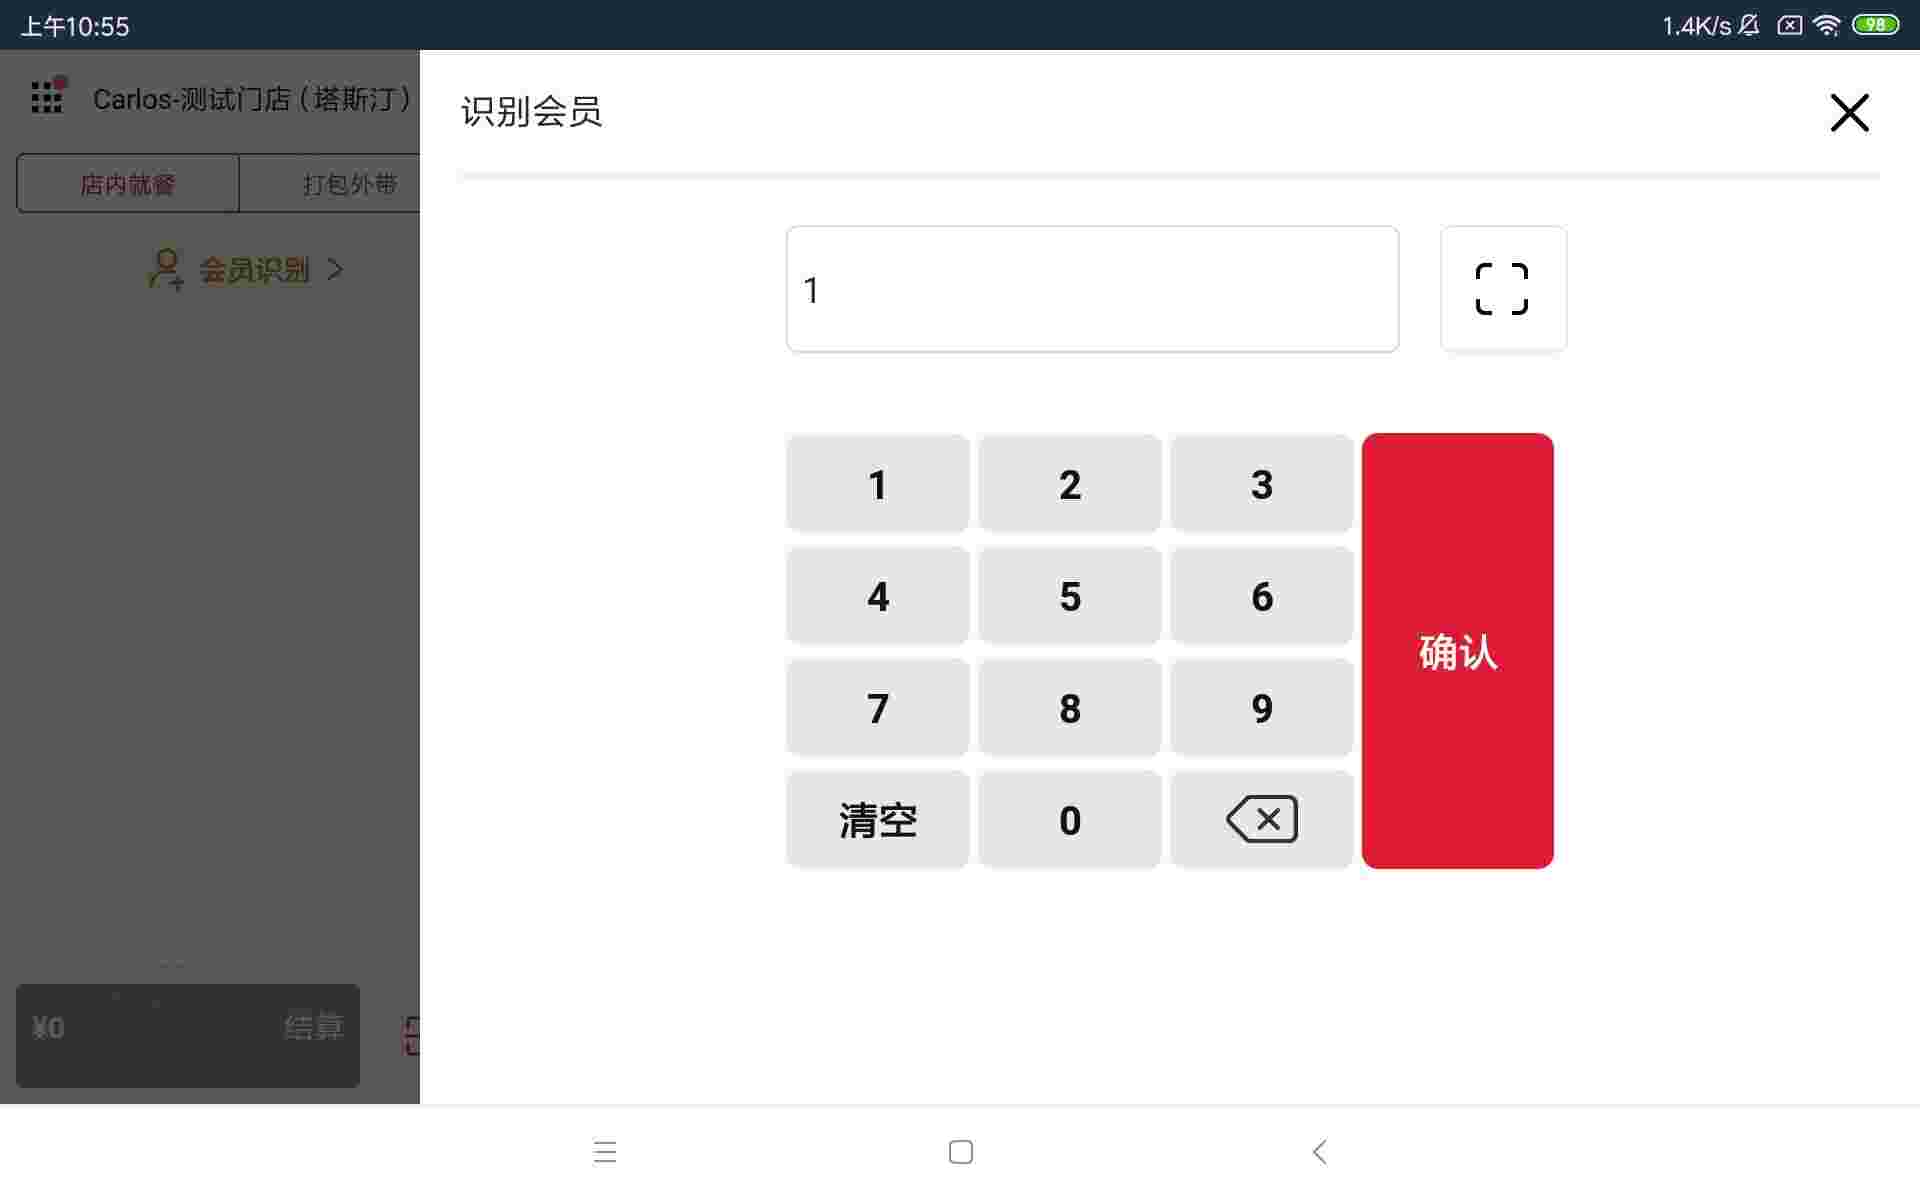 上午10:55
1.4K/s
98
Carlos-测试门店（塔斯汀）
店内就餐 打包外带
会员识别
识别会员
1
1 2 3
4 5 6
确认
7 8 9
清空 0
¥0 结算